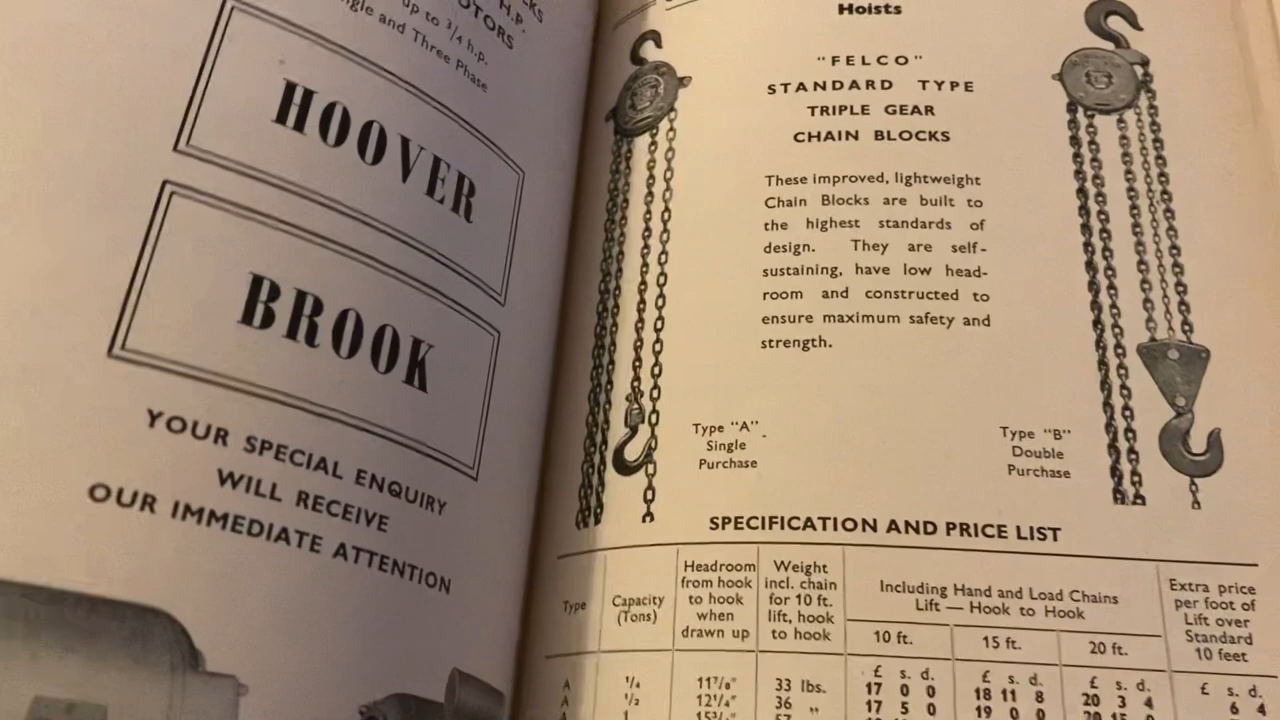 H.P.
OTORS
up to 3/4 h.p.
ngle and Three Phase
HOOVER
BROOK
YOUR SPECIAL ENQUIRY
WILL RECEIVE
OUR IMMEDIATE ATTENTION
Hoists
"FELCO"
STANDARD TYPE
TRIPLE GEAR
CHAIN BLOCKS
These improved, lightweight
Chain Blocks are built to
the highest standards of
design. They are self-
sustaining, have low head-
room and constructed to
ensure maximum safety and
strength.
Type "A"
Single
Purchase
Type "B"
Double
Purchase
SPECIFICATION AND PRICE LIST
Type
Capacity
(Tons)
Headroom
from hook
to hook
when
drawn up
Weight
incl. chain
for 10 ft.
lift, hook
to hook
Including Hand and Load Chains
Lift — Hook to Hook
10 ft. 15 ft. 20 ft.
Extra price
per foot of
Lift over
Standard
10 feet
£ s. d. £ s. d. £ s. d. £ s. d.
A 1/4 11 7/8" 33 lbs. 17 0 0 18 11 8 20 3 4 6 4
A 1/2 12 1/4" 36 " 17 5 0 19 0 0